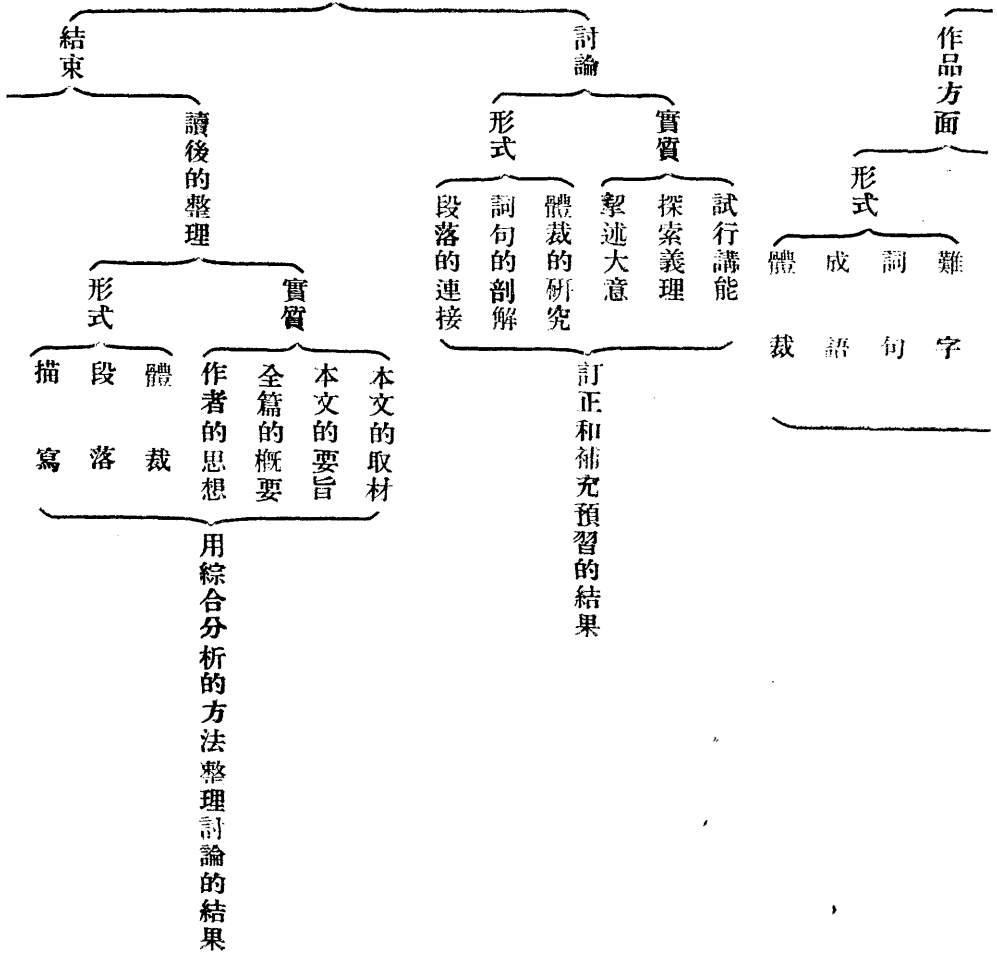 作品方面
形式
難字
詞句
成語
體裁
討論
實質
試行講能
探索義理
挈述大意
形式
體裁的研究
詞句的剖解
段落的連接
訂正和補充預習的結果
結束
讀後的整理
實質
本文的取材
本文的要旨
全篇的概要
作者的思想
形式
體裁
段落
描寫
用綜合分析的方法整理討論的結果